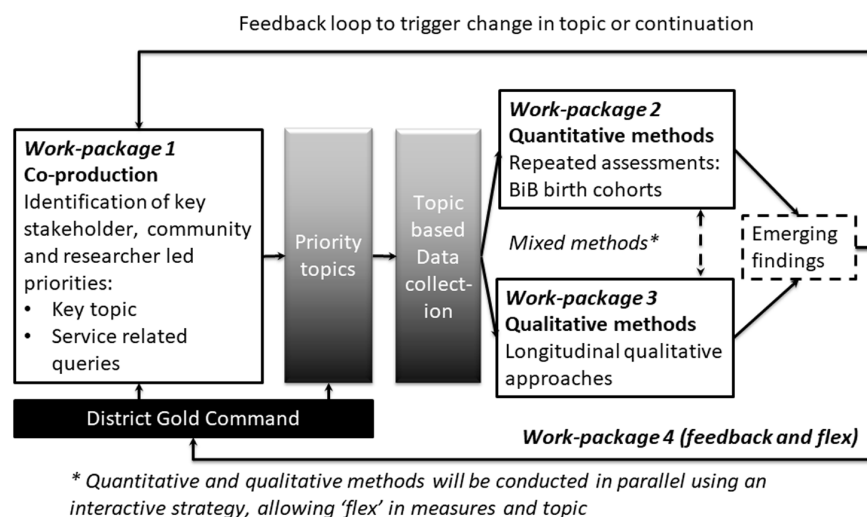 Feedback loop to trigger change in topic or continuation
Work-package 1
Co-production
Identification of key
stakeholder, community
and researcher led
priorities:
• Key topic
• Service related
queries
Priority
topics
Topic
based
Data
collect-
ion
Work-package 2
Quantitative methods
Repeated assessments:
BiB birth cohorts
Mixed methods*
Work-package 3
Qualitative methods
Longitudinal qualitative
approaches
Emerging
findings
District Gold Command
Work-package 4 (feedback and flex)
* Quantitative and qualitative methods will be conducted in parallel using an
interactive strategy, allowing ‘flex’ in measures and topic